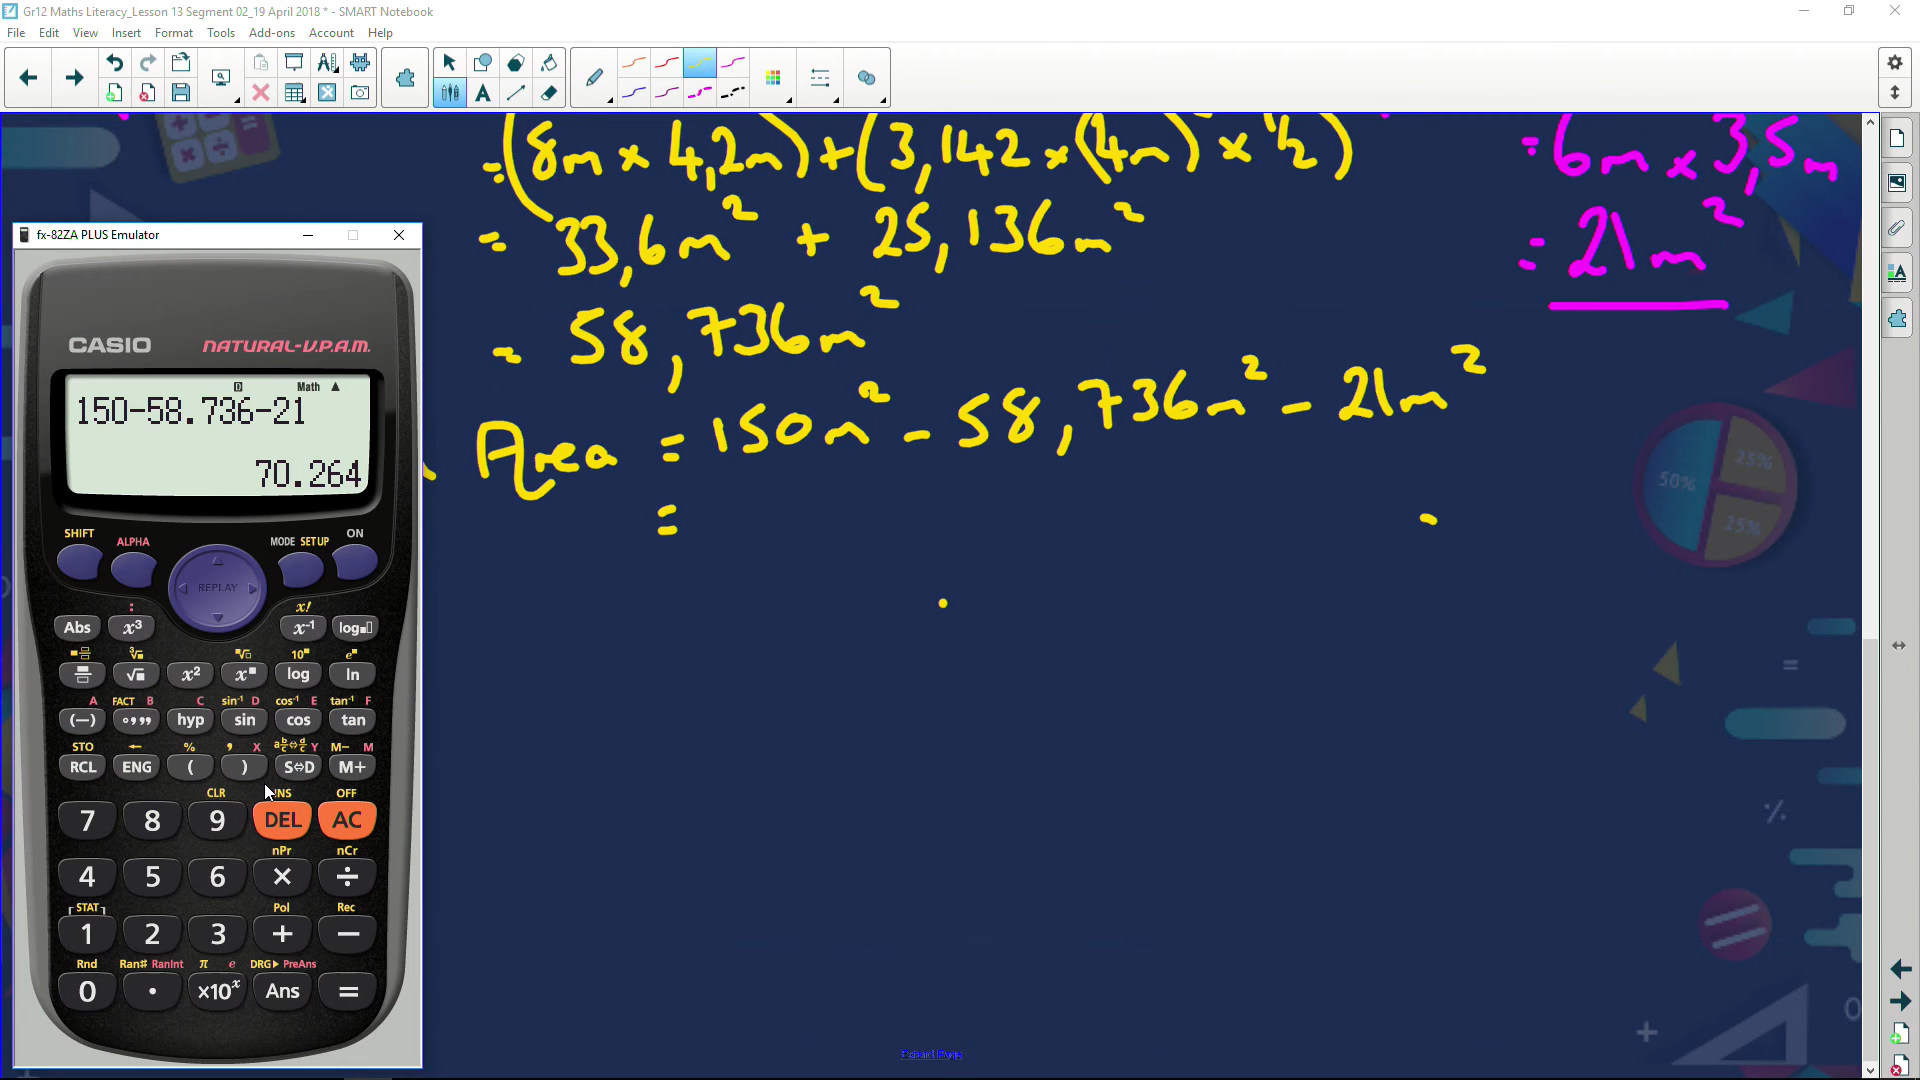 Gr12 Maths Literacy_Lesson 13 Segment 02_19 April 2018 * - SMART Notebook
File Edit View Insert Format Tools Add-ons Account Help
=(8m x 4,2m) + (3,142 x (4m)² x ½)
= 33,6m² + 25,136m²
= 58,736m²
Area = 150m² - 58,736m² - 21m²
=
= 6m x 3,5m
= 21m²
fx-82ZA PLUS Emulator
CASIO NATURAL-V.P.A.M.
D Math ▲
150-58.736-21
70.264
SHIFT ALPHA MODE SETUP ON
REPLAY
: x!
Abs x³ x⁻¹ log
³√ 10ˣ eˣ
√ x² log ln
A FACT B C sin⁻¹ D cos⁻¹ E tan⁻¹ F
(−) °,,, hyp sin cos tan
STO ← % , X a b/c⇔d/c Y M− M
RCL ENG ( ) S⇔D M+
CLR INS OFF
7 8 9 DEL AC
nPr nCr
4 5 6 × ÷
STAT Pol Rec
1 2 3 + −
Rnd Ran# RanInt π e DRG▶ PreAns
0 . ×10ˣ Ans =
50% 25%
25%
Extend Page